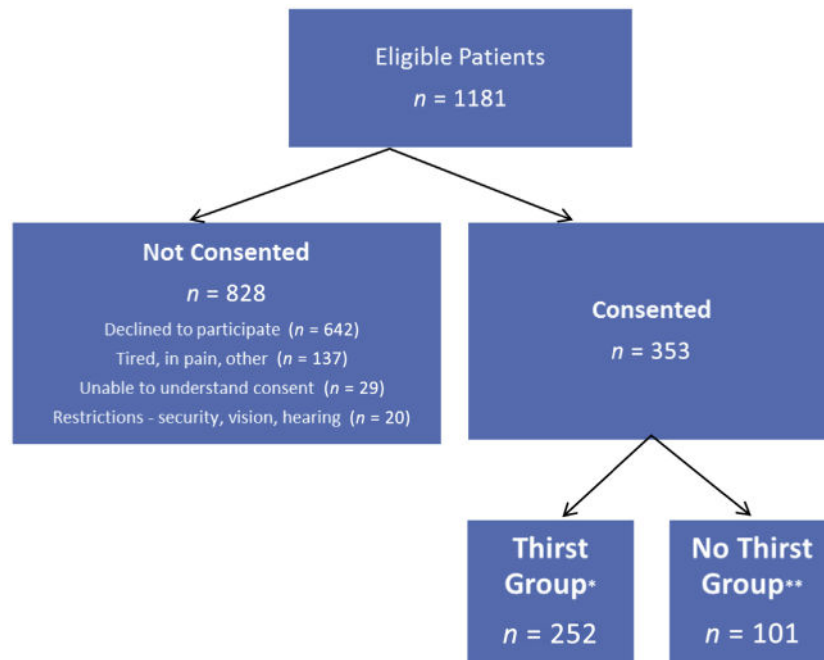 Eligible Patients
n = 1181
Not Consented
n = 828
Declined to participate (n = 642)
Tired, in pain, other (n = 137)
Unable to understand consent (n = 29)
Restrictions - security, vision, hearing (n = 20)
Consented
n = 353
Thirst
Group*
n = 252
No Thirst
Group**
n = 101